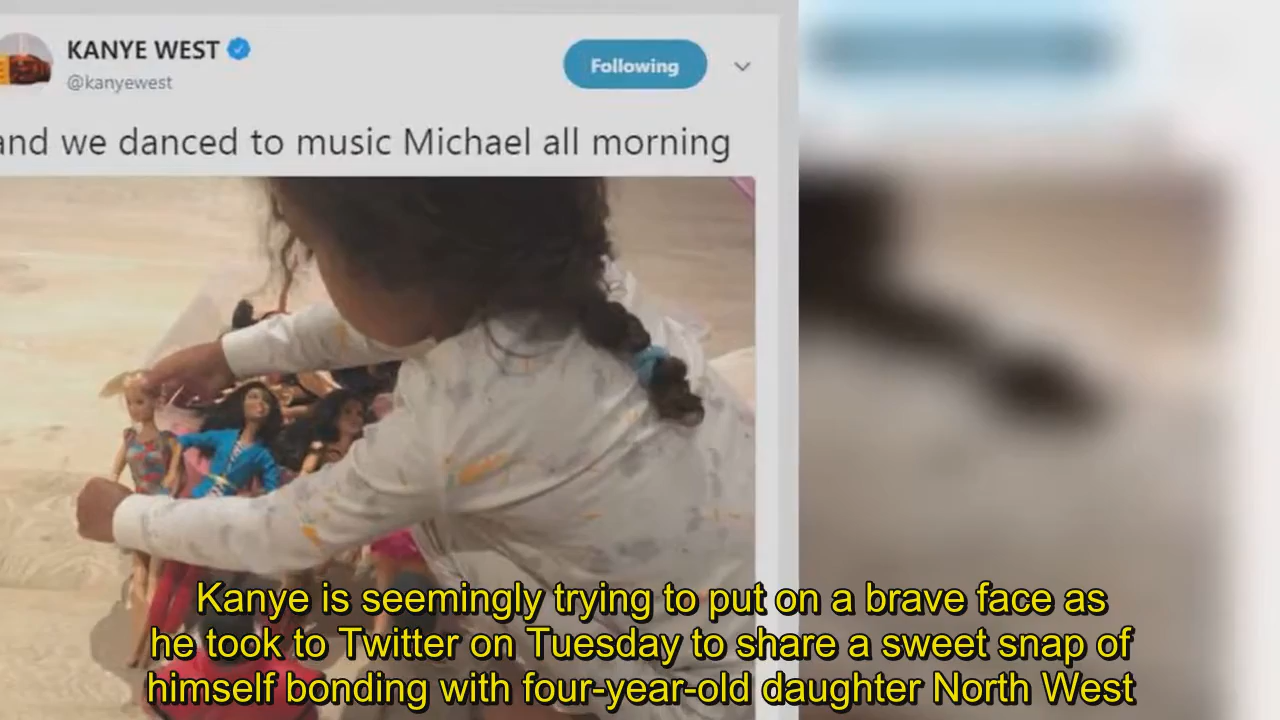 KANYE WEST
@kanyewest
Following
and we danced to music Michael all morning
Kanye is seemingly trying to put on a brave face as
he took to Twitter on Tuesday to share a sweet snap of
himself bonding with four-year-old daughter North West